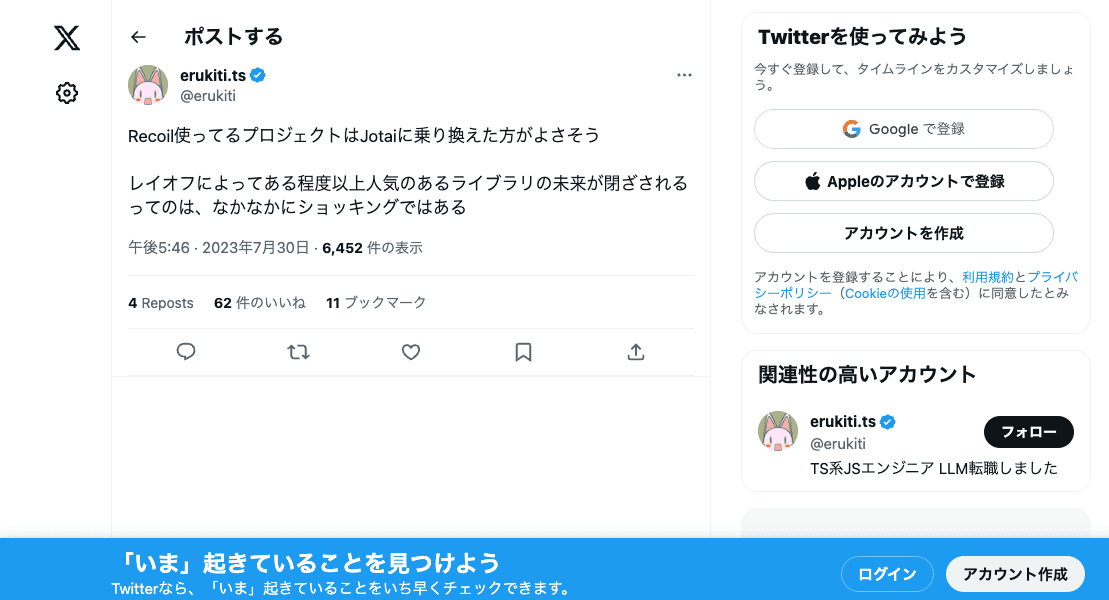 ポストする
erukiti.ts
@erukiti
Recoil使ってるプロジェクトはJotaiに乗り換えた方がよさそう
レイオフによってある程度以上人気のあるライブラリの未来が閉ざされる
ってのは、なかなかにショッキングではある
午後5:46 · 2023年7月30日 · 6,452 件の表示
4 Reposts 62 件のいいね 11 ブックマーク
Twitterを使ってみよう
今すぐ登録して、タイムラインをカスタマイズしましょ
う。
Google で登録
Appleのアカウントで登録
アカウントを作成
アカウントを登録することにより、利用規約とプライバ
シーポリシー（Cookieの使用を含む）に同意したとみ
なされます。
関連性の高いアカウント
erukiti.ts
@erukiti
フォロー
TS系JSエンジニア LLM転職しました
「いま」起きていることを見つけよう
Twitterなら、「いま」起きていることをいち早くチェックできます。
ログイン
アカウント作成